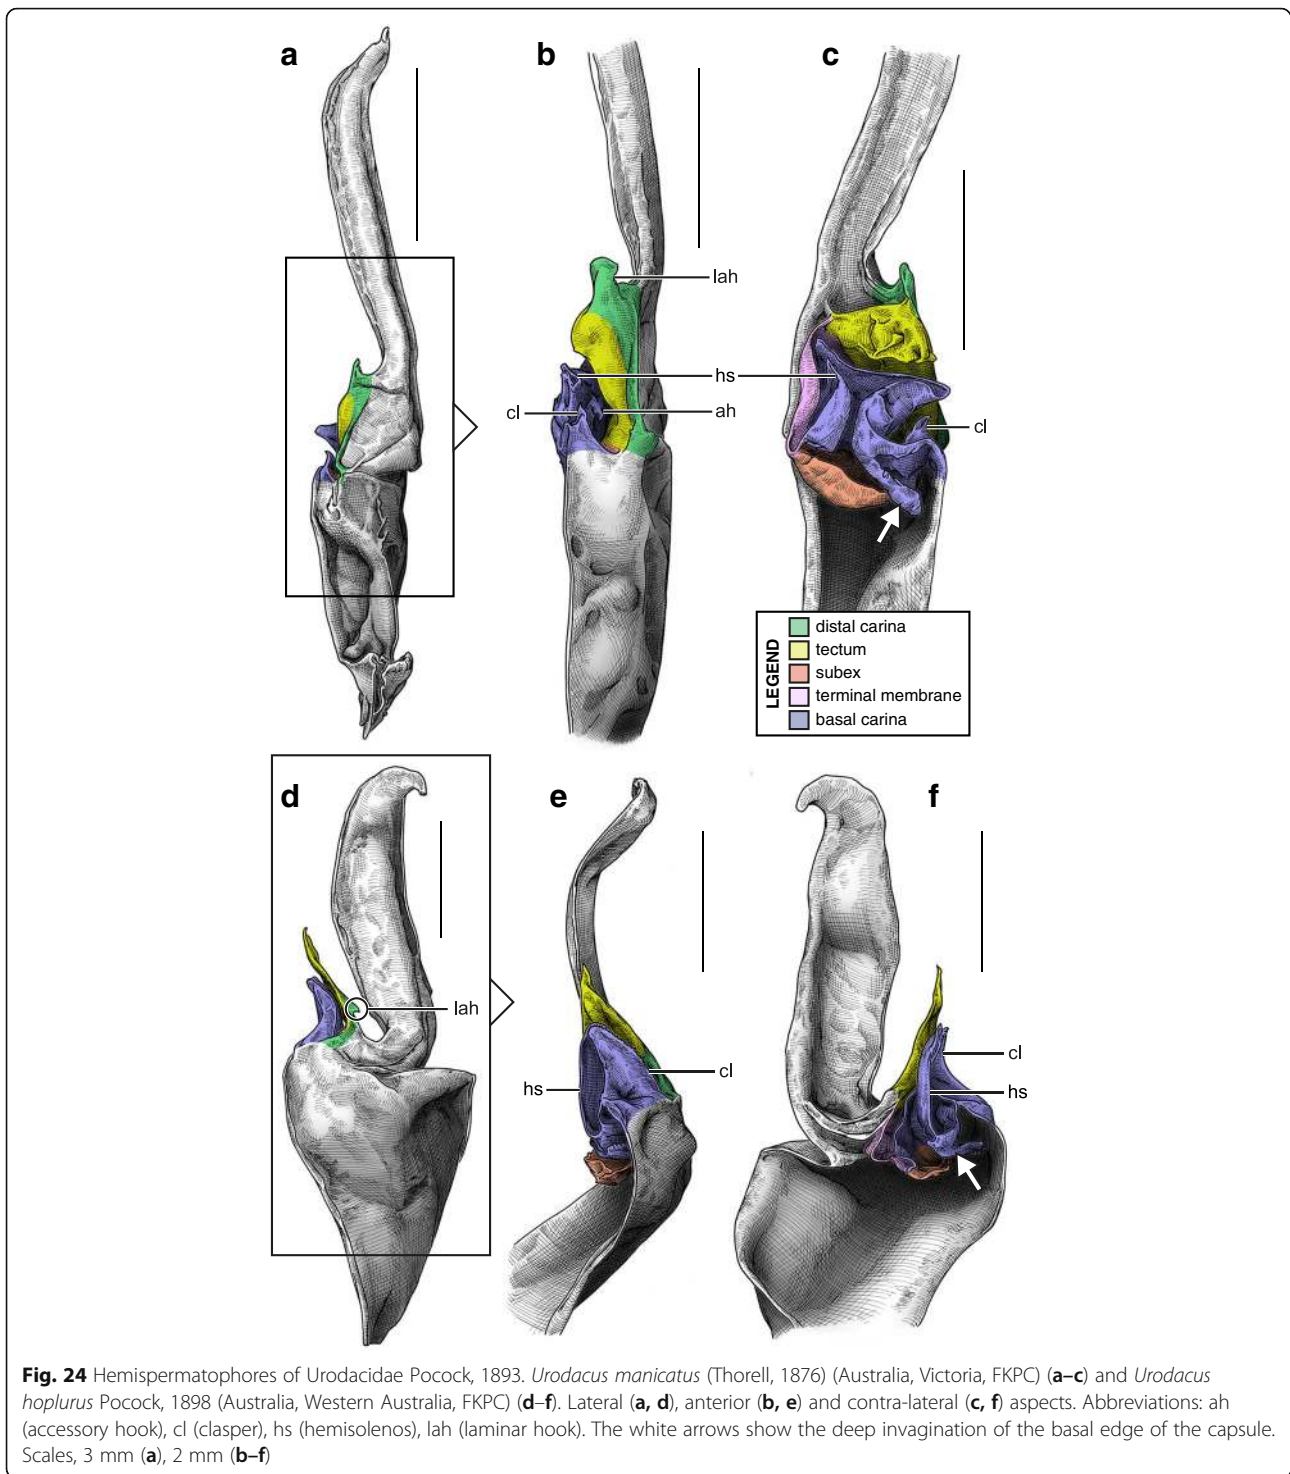 a
b
c
lah
hs
cl
ah
cl
LEGEND
distal carina
tectum
subex
terminal membrane
basal carina
d
e
f
lah
cl
hs
cl
hs
Fig. 24 Hemispermatophores of Urodacidae Pocock, 1893. Urodacus manicatus (Thorell, 1876) (Australia, Victoria, FKPC) (a–c) and Urodacus
hoplurus Pocock, 1898 (Australia, Western Australia, FKPC) (d–f). Lateral (a, d), anterior (b, e) and contra-lateral (c, f) aspects. Abbreviations: ah
(accessory hook), cl (clasper), hs (hemisolenos), lah (laminar hook). The white arrows show the deep invagination of the basal edge of the capsule.
Scales, 3 mm (a), 2 mm (b–f)